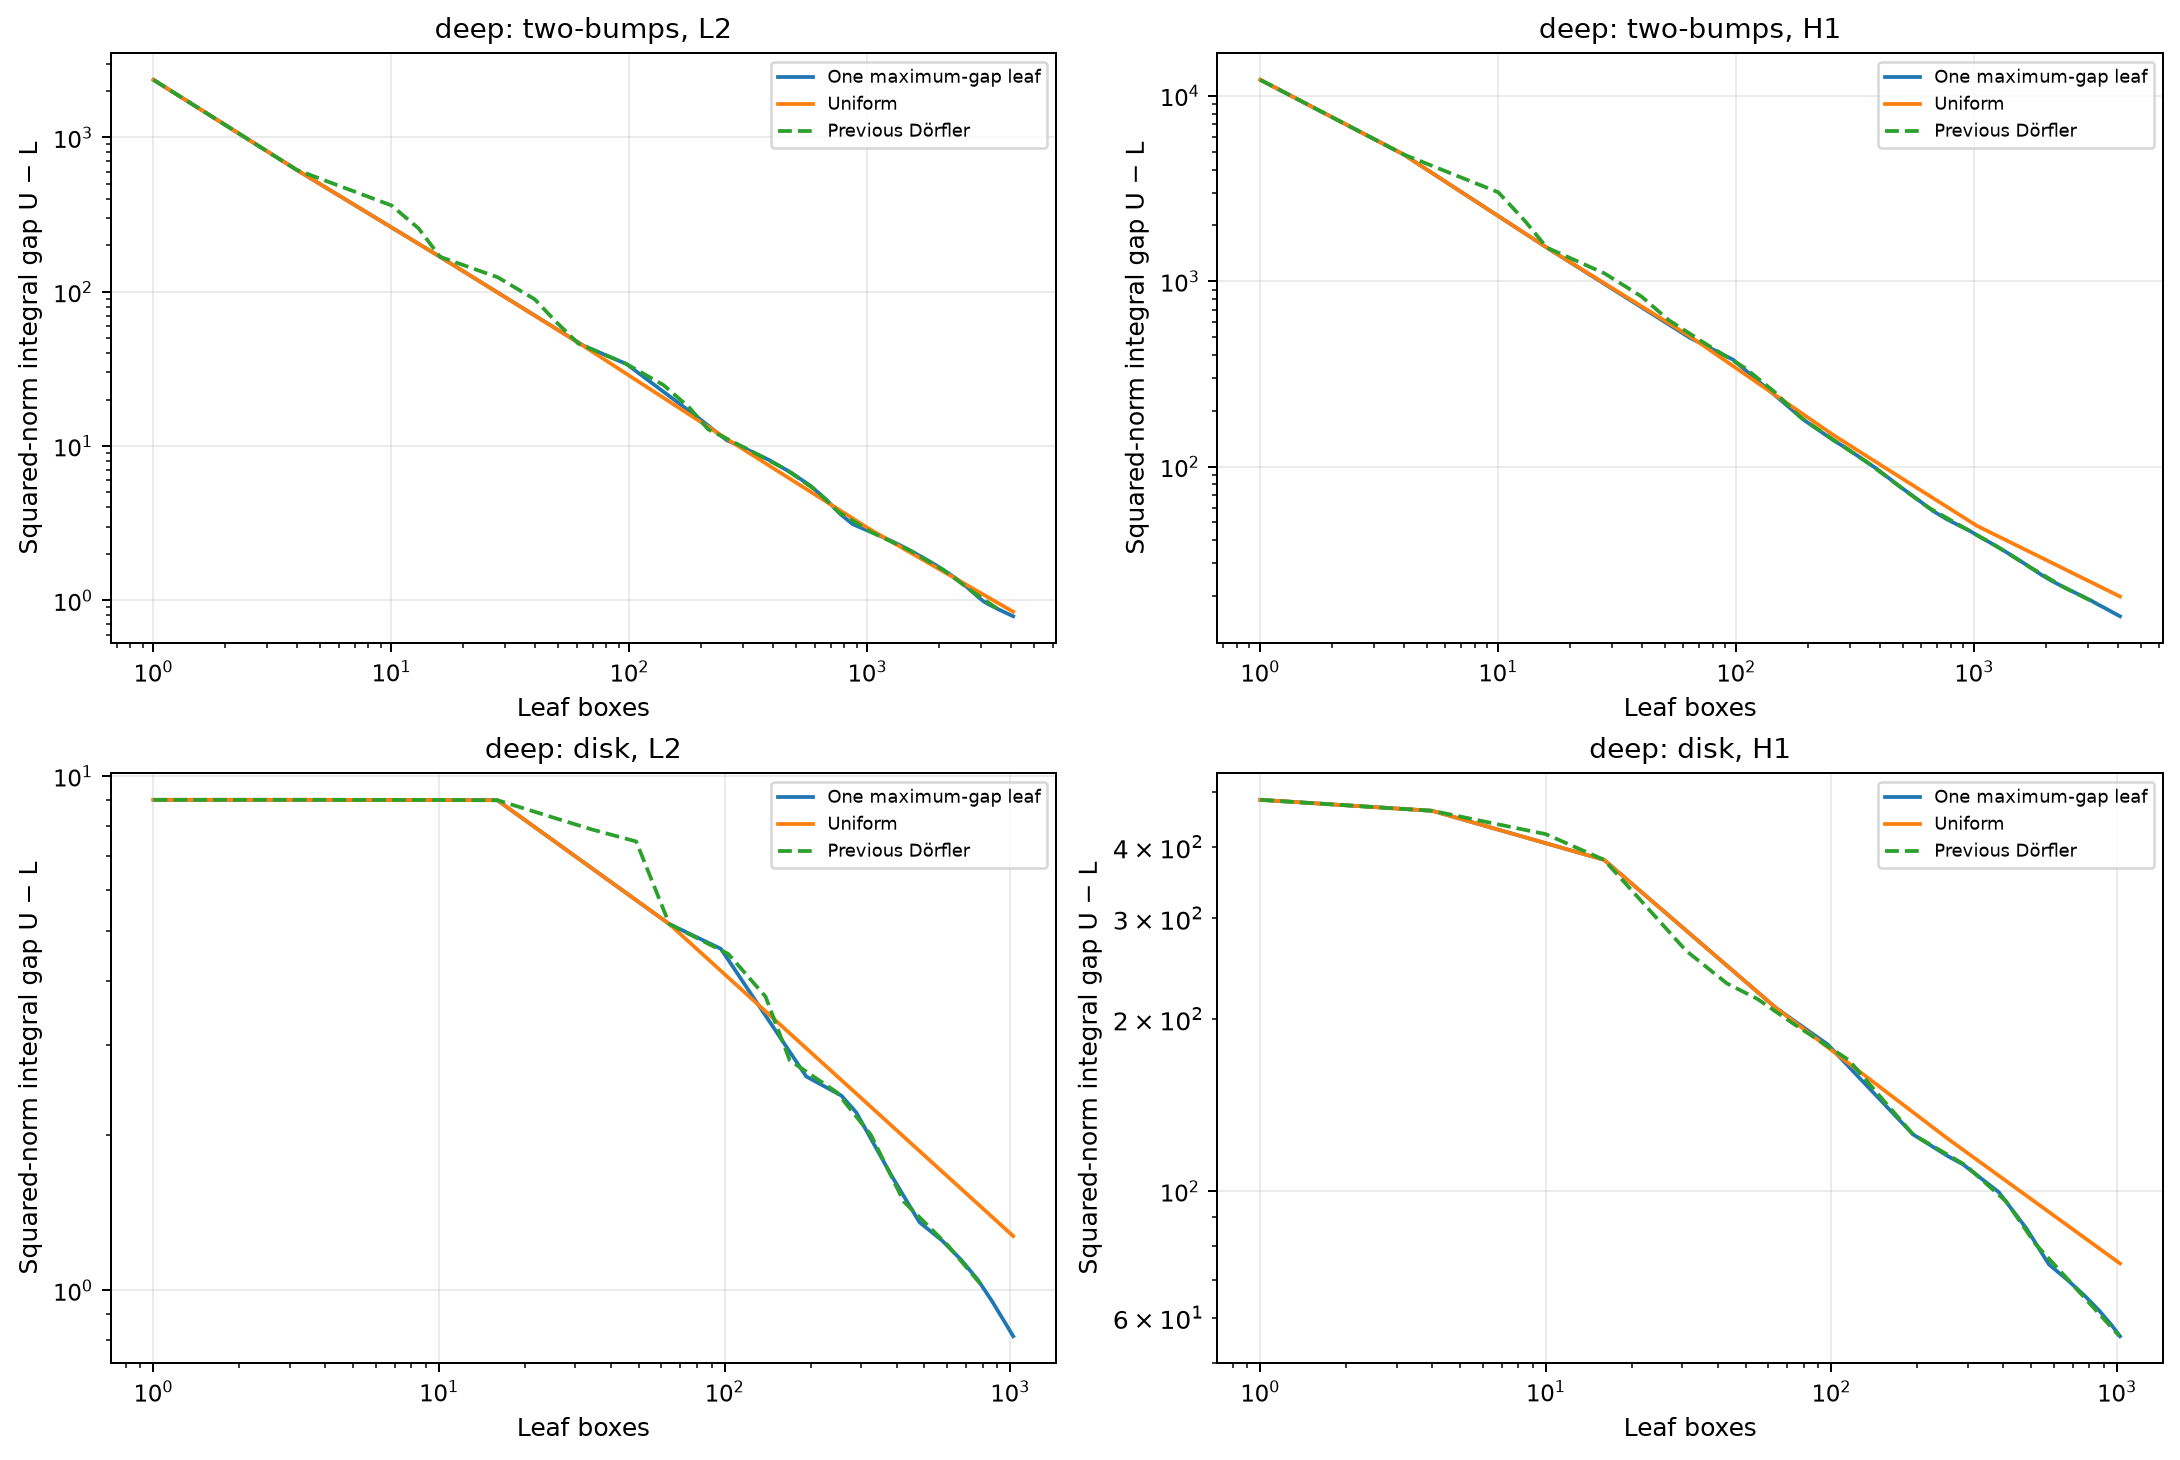 deep: two-bumps, L2
Squared-norm integral gap U − L
10³
10²
10¹
10⁰
One maximum-gap leaf
Uniform
Previous Dörfler
10⁰ 10¹ 10² 10³
Leaf boxes
deep: two-bumps, H1
Squared-norm integral gap U − L
10⁴
10³
10²
One maximum-gap leaf
Uniform
Previous Dörfler
10⁰ 10¹ 10² 10³
Leaf boxes
deep: disk, L2
Squared-norm integral gap U − L
10¹
10⁰
One maximum-gap leaf
Uniform
Previous Dörfler
10⁰ 10¹ 10² 10³
Leaf boxes
deep: disk, H1
Squared-norm integral gap U − L
4 × 10²
3 × 10²
2 × 10²
10²
6 × 10¹
One maximum-gap leaf
Uniform
Previous Dörfler
10⁰ 10¹ 10² 10³
Leaf boxes